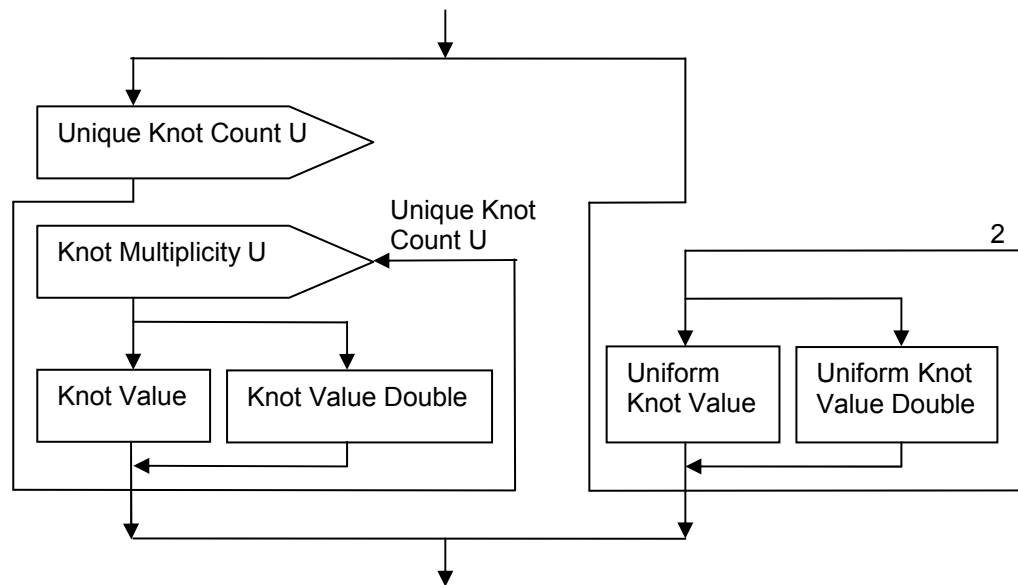 Unique Knot Count U
Unique Knot
Count U
Knot Multiplicity U
2
Knot Value
Knot Value Double
Uniform
Knot Value
Uniform Knot
Value Double